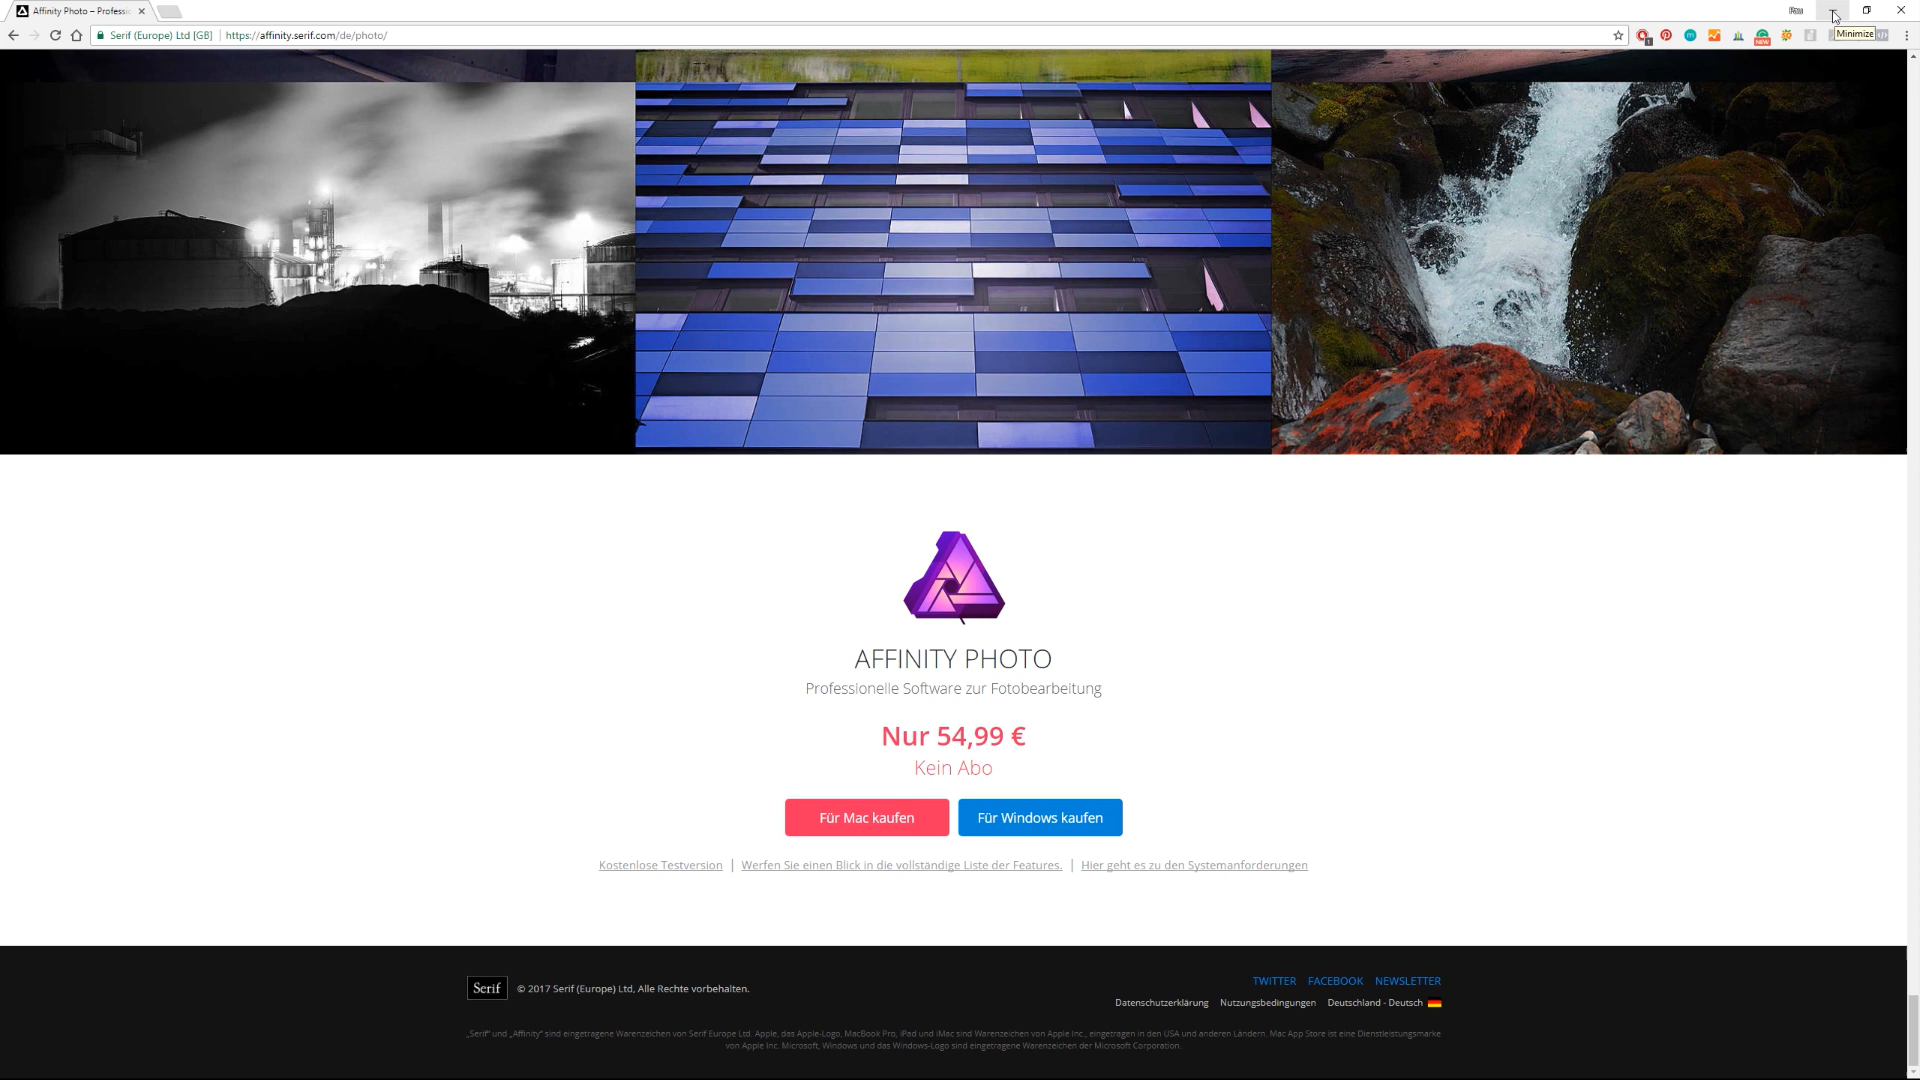 Affinity Photo – Professi
Serif (Europe) Ltd [GB]
https://affinity.serif.com/de/photo/
NEW
Minimize
AFFINITY PHOTO
Professionelle Software zur Fotobearbeitung
Nur 54,99 €
Kein Abo
Für Mac kaufen
Für Windows kaufen
Kostenlose Testversion | Werfen Sie einen Blick in die vollständige Liste der Features. | Hier geht es zu den Systemanforderungen
Serif © 2017 Serif (Europe) Ltd, Alle Rechte vorbehalten.
TWITTER FACEBOOK NEWSLETTER
Datenschutzerklärung Nutzungsbedingungen Deutschland - Deutsch
„Serif“ und „Affinity“ sind eingetragene Warenzeichen von Serif Europe Ltd. Apple, das Apple-Logo, MacBook Pro, iPad und iMac sind Warenzeichen von Apple Inc., eingetragen in den USA und anderen Ländern. Mac App Store ist eine Dienstleistungsmarke
von Apple Inc. Microsoft, Windows und das Windows-Logo sind eingetragene Warenzeichen der Microsoft Corporation.